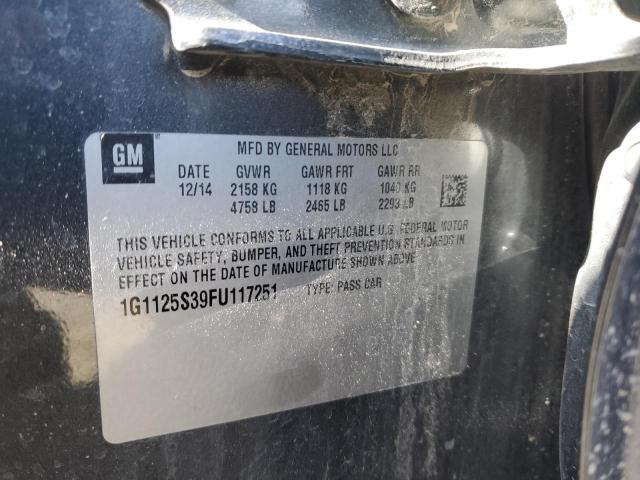 GM
MFD BY GENERAL MOTORS LLC
DATE GVWR GAWR FRT GAWR RR
12/14 2158 KG 1118 KG 1040 KG
4758 LB 2465 LB 2293 LB
THIS VEHICLE CONFORMS TO ALL APPLICABLE U.S. FEDERAL MOTOR
VEHICLE SAFETY, BUMPER, AND THEFT PREVENTION STANDARDS IN
EFFECT ON THE DATE OF MANUFACTURE SHOWN ABOVE.
1G1125S39FU117251 TYPE: PASS CAR